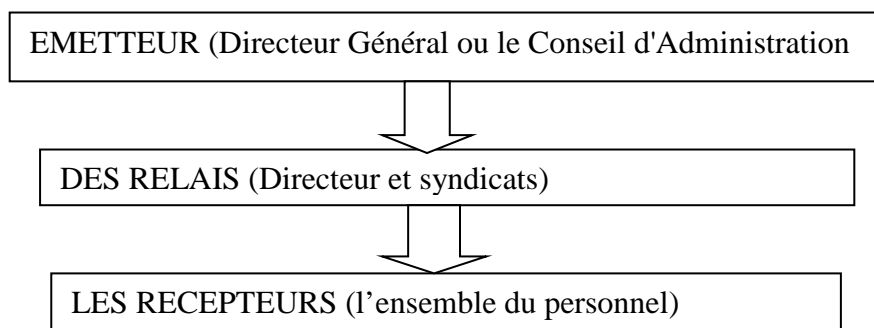 EMETTEUR (Directeur Général ou le Conseil d'Administration
DES RELAIS (Directeur et syndicats)
LES RECEPTEURS (l’ensemble du personnel)